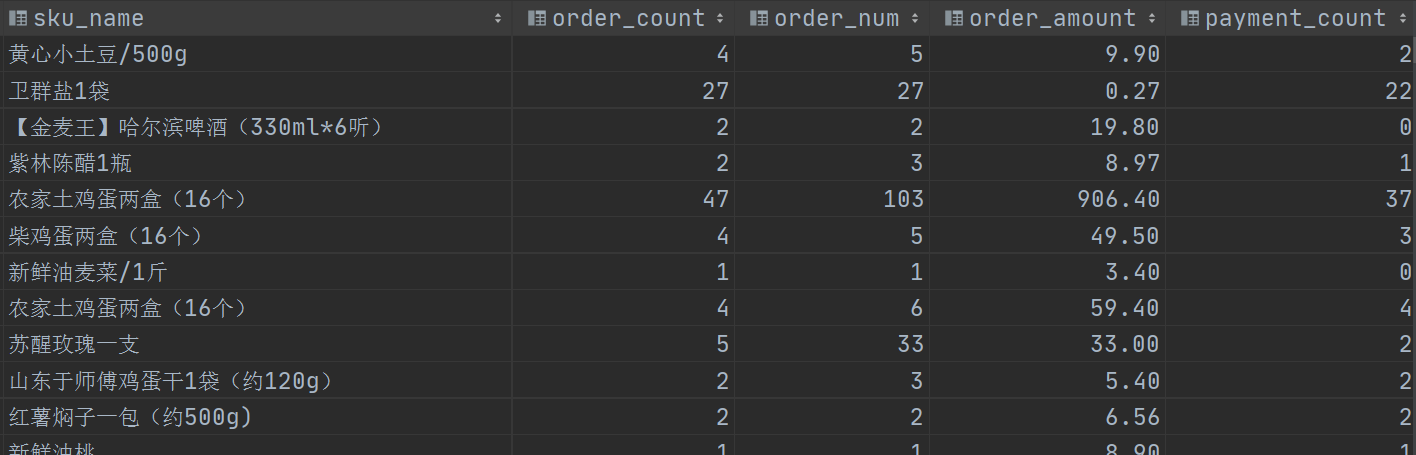 sku_name order_count order_num order_amount payment_count
黄心小土豆/500g 4 5 9.90 2
卫群盐1袋 27 27 0.27 22
【金麦王】哈尔滨啤酒（330ml*6听） 2 2 19.80 0
紫林陈醋1瓶 2 3 8.97 1
农家土鸡蛋两盒（16个） 47 103 906.40 37
柴鸡蛋两盒（16个） 4 5 49.50 3
新鲜油麦菜/1斤 1 1 3.40 0
农家土鸡蛋两盒（16个） 4 6 59.40 4
苏醒玫瑰一支 5 33 33.00 2
山东于师傅鸡蛋干1袋（约120g） 2 3 5.40 2
红薯焖子一包（约500g) 2 2 6.56 2
新鲜油桃 1 1 8.90 1